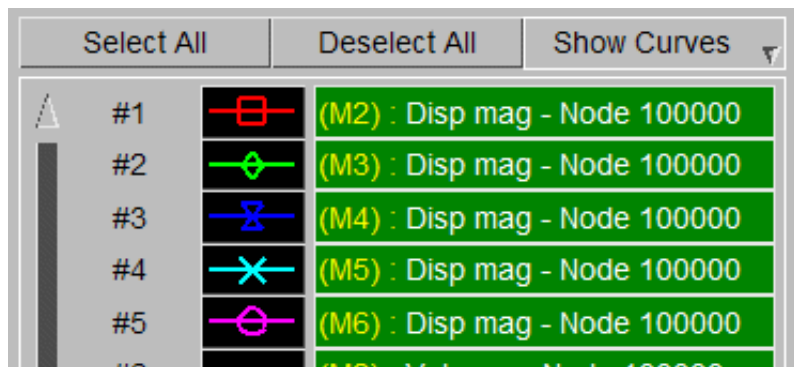 Select All Deselect All Show Curves
#1 (M2) : Disp mag - Node 100000
#2 (M3) : Disp mag - Node 100000
#3 (M4) : Disp mag - Node 100000
#4 (M5) : Disp mag - Node 100000
#5 (M6) : Disp mag - Node 100000